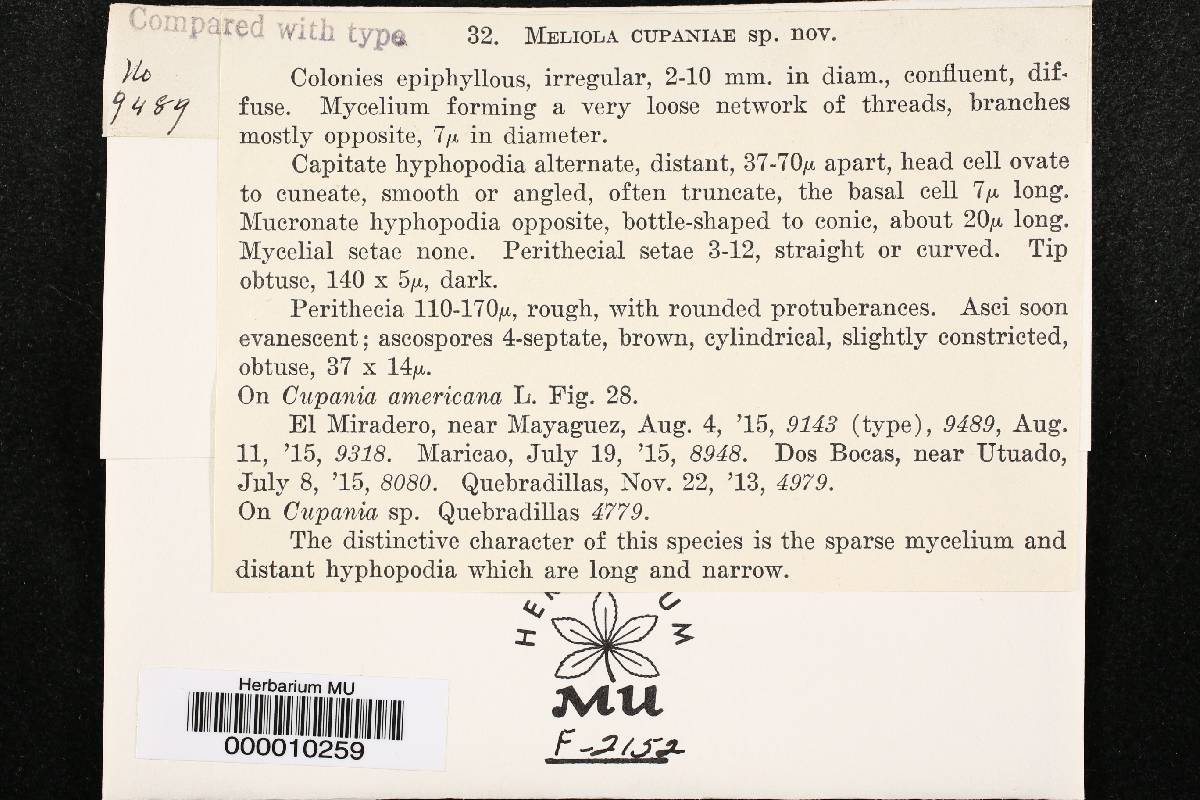 Compared with type
No
9489
32. MELIOLA CUPANIAE sp. nov.
Colonies epiphyllous, irregular, 2-10 mm. in diam., confluent, dif-
fuse. Mycelium forming a very loose network of threads, branches
mostly opposite, 7μ in diameter.
Capitate hyphopodia alternate, distant, 37-70μ apart, head cell ovate
to cuneate, smooth or angled, often truncate, the basal cell 7μ long.
Mucronate hyphopodia opposite, bottle-shaped to conic, about 20μ long.
Mycelial setae none. Perithecial setae 3-12, straight or curved. Tip
obtuse, 140 x 5μ, dark.
Perithecia 110-170μ, rough, with rounded protuberances. Asci soon
evanescent; ascospores 4-septate, brown, cylindrical, slightly constricted,
obtuse, 37 x 14μ.
On Cupania americana L. Fig. 28.
El Miradero, near Mayaguez, Aug. 4, '15, 9143 (type), 9489, Aug.
11, '15, 9318. Maricao, July 19, '15, 8948. Dos Bocas, near Utuado,
July 8, '15, 8080. Quebradillas, Nov. 22, '13, 4979.
On Cupania sp. Quebradillas 4779.
The distinctive character of this species is the sparse mycelium and
distant hyphopodia which are long and narrow.
MU
F-2152
Herbarium MU
000010259